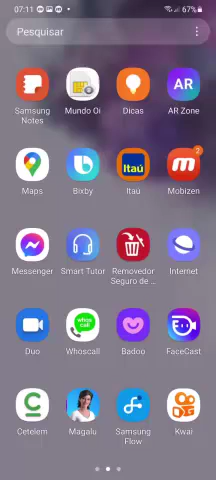 07:11 67%
Pesquisar
Samsung Notes
Mundo Oi
Dicas
AR
AR Zone
Maps
Bixby
Itaú
Itaú
2
Mobizen
Messenger
Smart Tutor
Removedor
Seguro de ...
Internet
Duo
whos
call
Whoscall
Badoo
FaceCast
Cetelem
Magalu
Samsung
Flow
Kwai